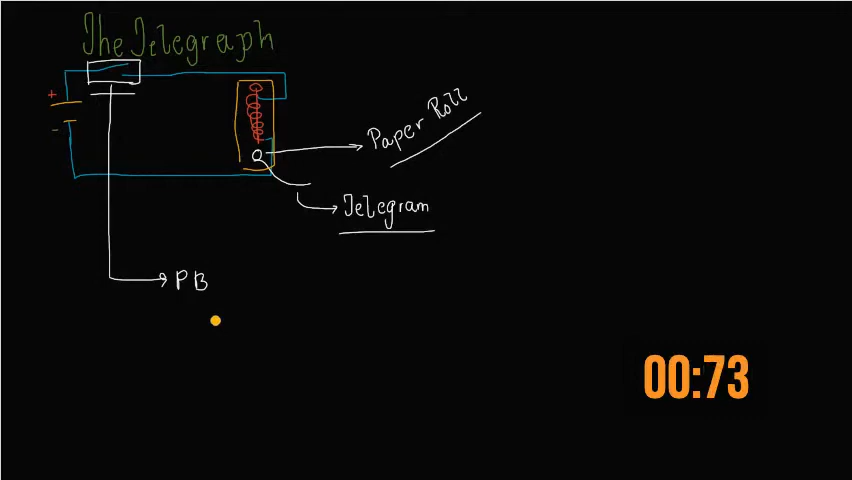 The Telegraph
+
-
Paper Roll
Telegram
PB
00:73